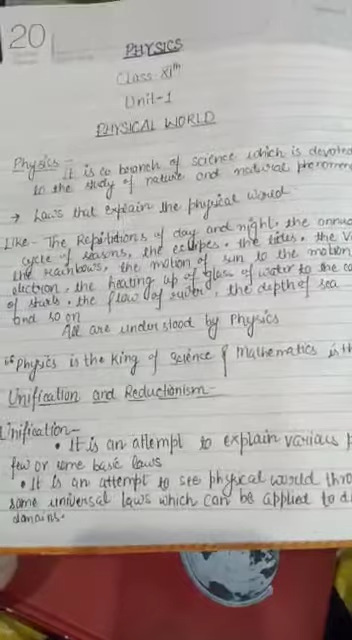 20
PHYSICS
Class-XIth
Unit-1
PHYSICAL WORLD
Physics - It is a branch of science which is devoted
to the study of nature and natural
→ Laws that explain the physical world.
Like - The Repititions of day and night, the
cycle of seasons, the eclipes, the tides, the
the Rainbows, the motion of sun to the motion
electron, the heating up of glass of water to the
of stars, the flow of river, the depth of sea
and so on
All are understood by Physics
"Physics is the King of Science & Mathematics is
Unification and Reductionism-
Unification-
• It is an attempt to explain various
few or some basic laws
• It is an attempt to see physical world
some universal laws which can be applied to
domains.